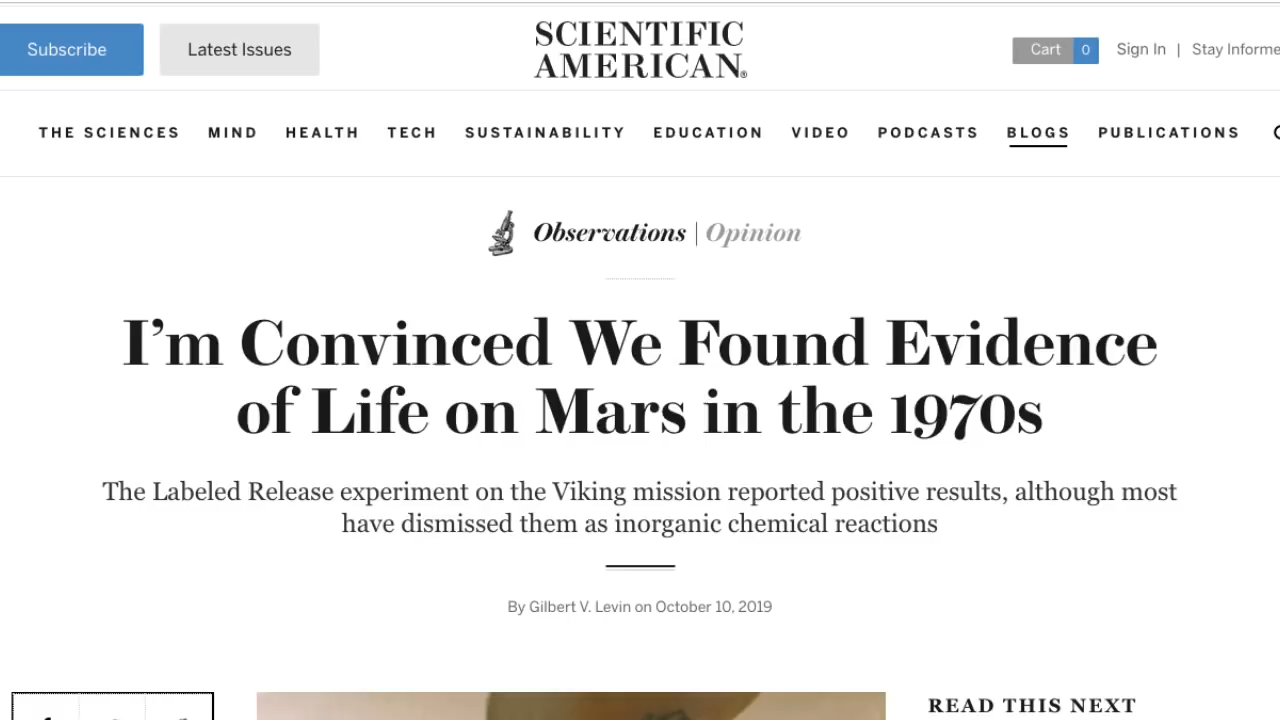 Subscribe
Latest Issues
SCIENTIFIC
AMERICAN®
Cart 0
Sign In | Stay Informe
THE SCIENCES MIND HEALTH TECH SUSTAINABILITY EDUCATION VIDEO PODCASTS BLOGS PUBLICATIONS
Observations | Opinion
I’m Convinced We Found Evidence
of Life on Mars in the 1970s
The Labeled Release experiment on the Viking mission reported positive results, although most
have dismissed them as inorganic chemical reactions
By Gilbert V. Levin on October 10, 2019
READ THIS NEXT